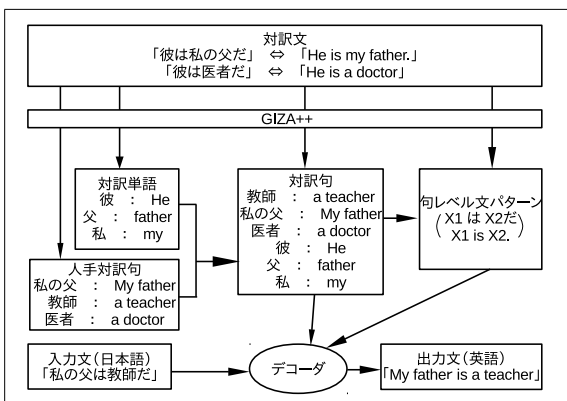 対訳文
「彼は私の父だ」 ⇔ 「He is my father.」
「彼は医者だ」 ⇔ 「He is a doctor」
GIZA++
対訳単語
彼 : He
父 : father
私 : my
人手対訳句
私の父 : My father
教師 : a teacher
医者 : a doctor
対訳句
教師 : a teacher
私の父 : My father
医者 : a doctor
彼 : He
父 : father
私 : my
句レベル文パターン
( X1 は X2だ
X1 is X2. )
入力文(日本語)
「私の父は教師だ」
デコーダ
出力文(英語)
「My father is a teacher」